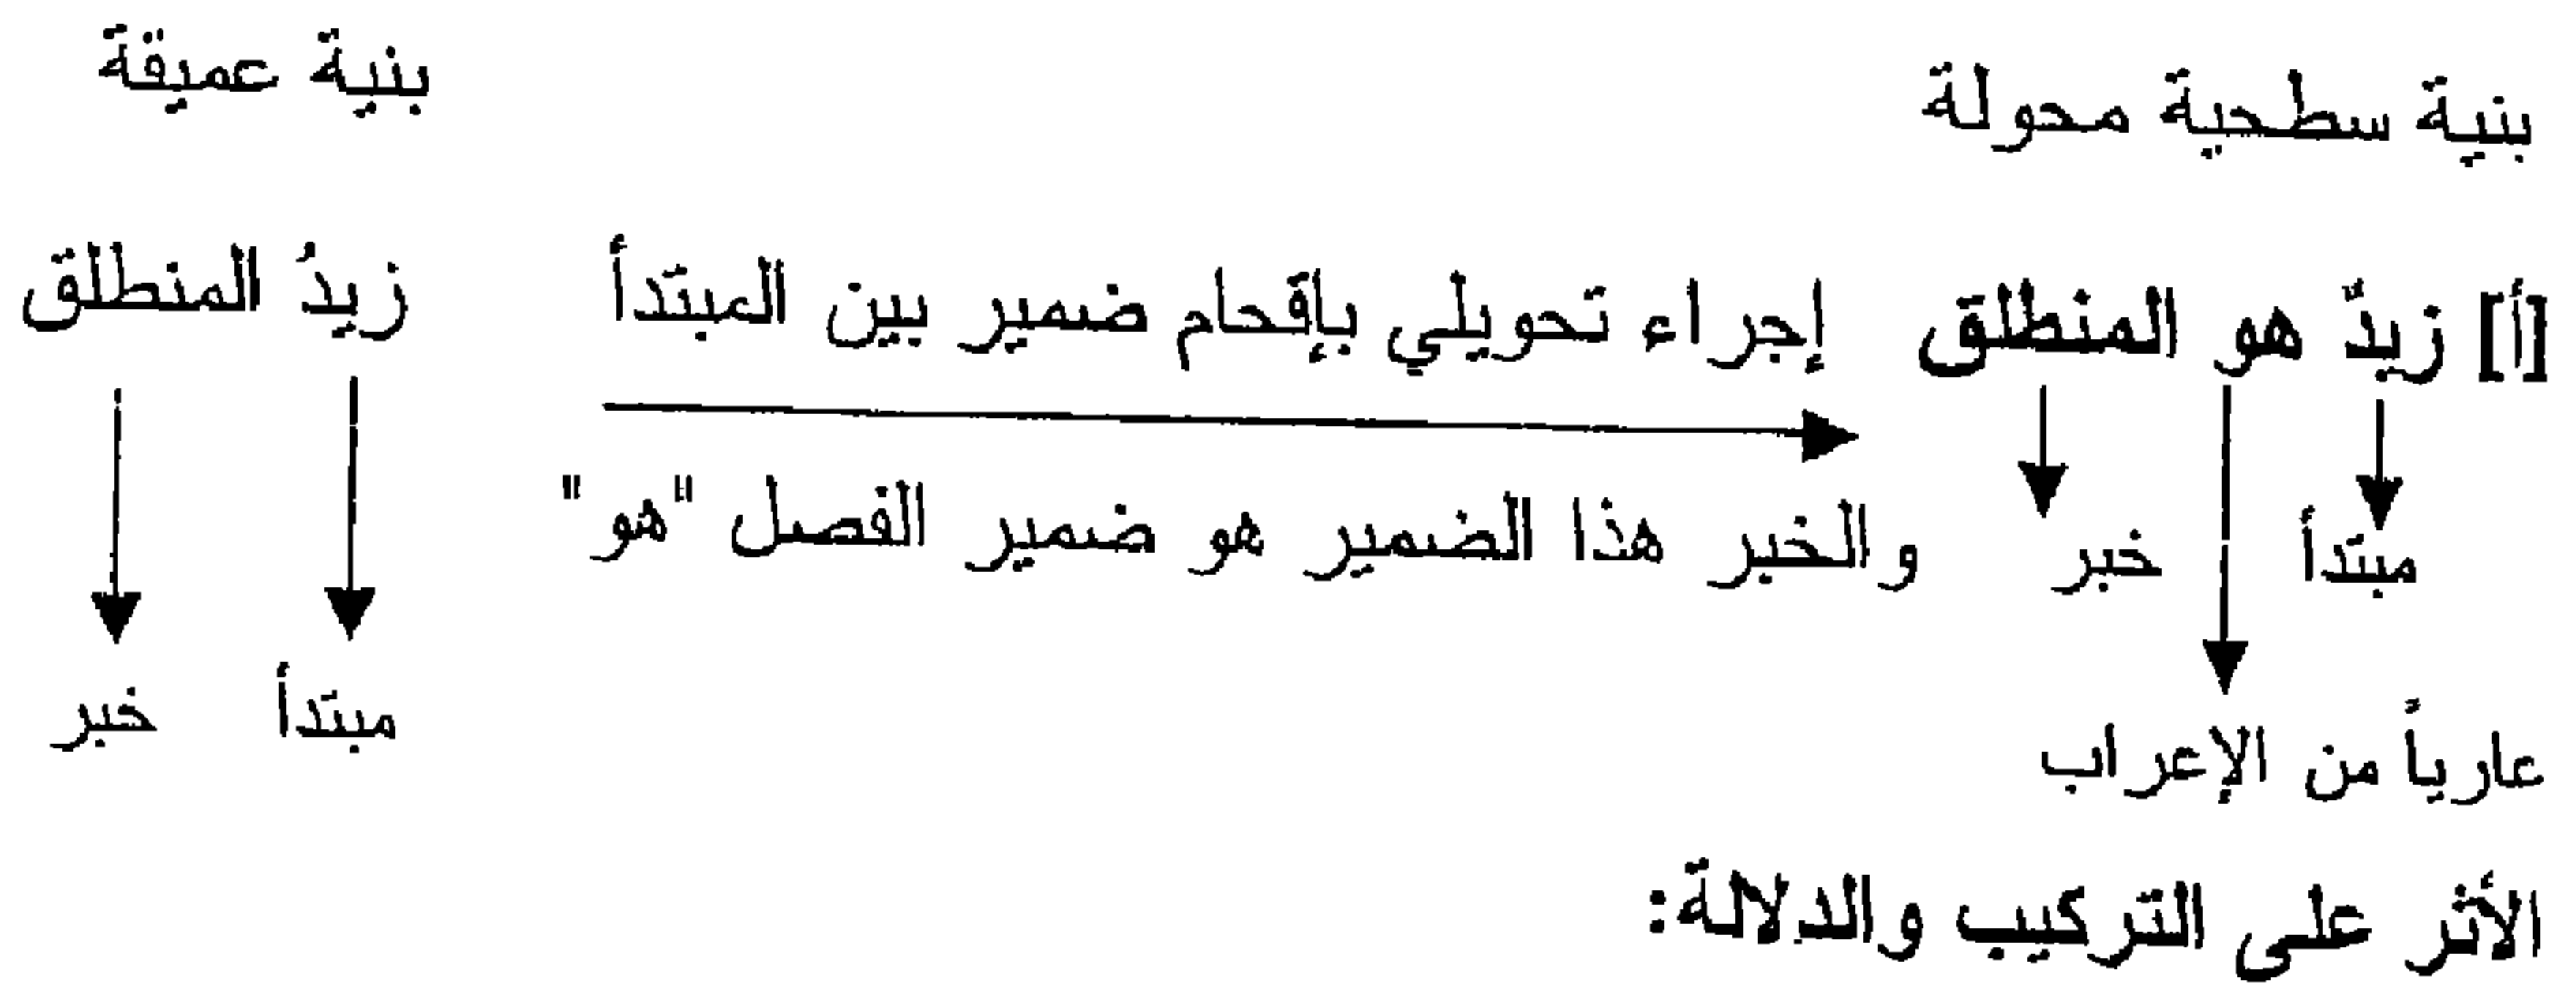 بنية سطحية محولة بنية عميقة
[أ] زيدٌ هو المنطلق إجراء تحويلي بإقحام ضمير بين المبتدأ زيدُ المنطلق
مبتدأ خبر والخبر هذا الضمير هو ضمير الفصل "هو"
مبتدأ خبر
عارياً من الإعراب
الأثر على التركيب والدلالة: